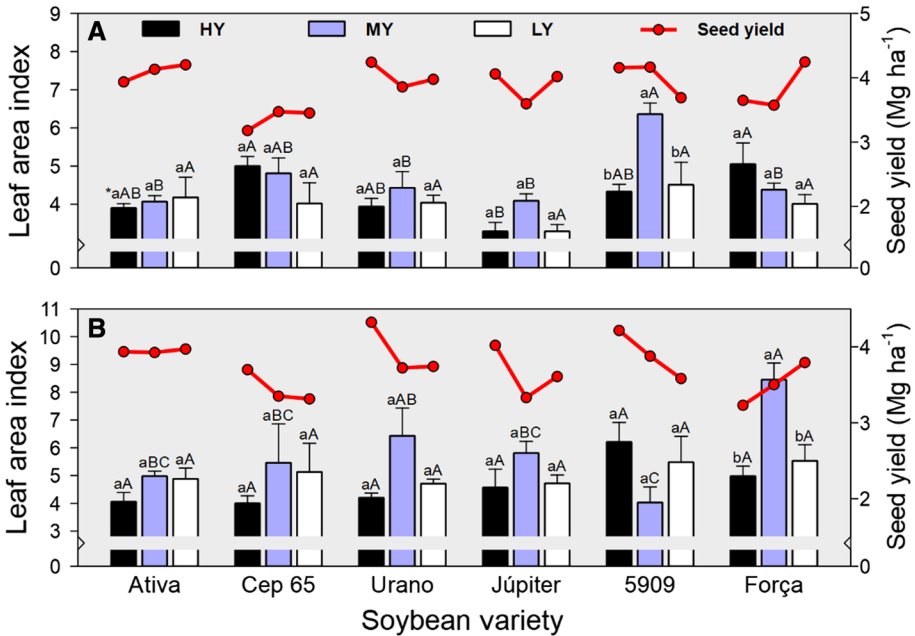 A HY MY LY Seed yield
Leaf area index
9
8
7
6
5
4
0
*aAB aB aA
aA aAB aA
aAB aB aA
aB aB aA
bAB aA bA
aA aB aA
5
4
3
2
0
Seed yield (Mg ha⁻¹)
B
Leaf area index
11
10
9
8
7
6
5
4
3
0
aA aBC aA
aA aBC aA
aA aAB aA
aA aBC aA
aA aC aA
bA aA bA
4
3
2
0
Seed yield (Mg ha⁻¹)
Ativa Cep 65 Urano Júpiter 5909 Força
Soybean variety